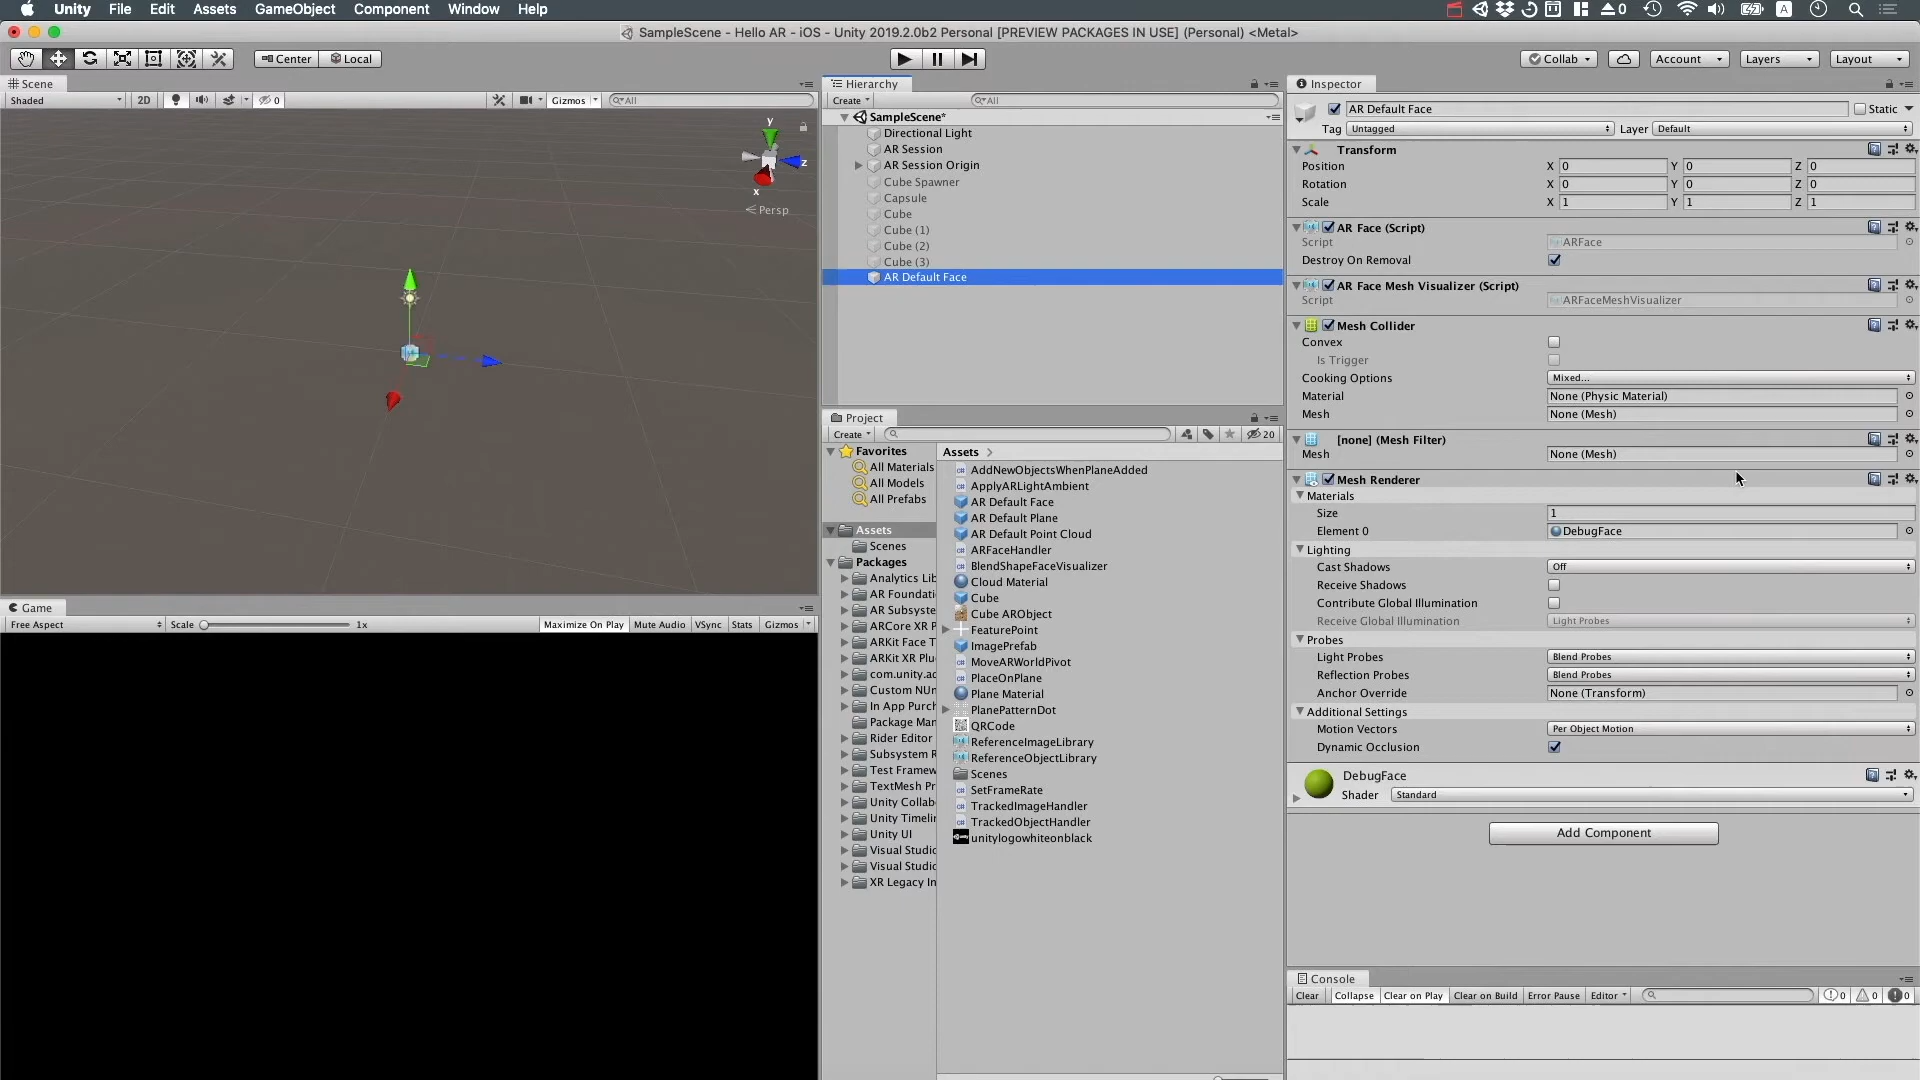 Unity File Edit Assets GameObject Component Window Help
SampleScene - Hello AR - iOS - Unity 2019.2.0b2 Personal [PREVIEW PACKAGES IN USE] (Personal) <Metal>
Center Local Collab Account Layers Layout
Scene
Shaded 2D 0 Gizmos All
y
z
x
Persp
Game
Free Aspect Scale 1x Maximize On Play Mute Audio VSync Stats Gizmos
Hierarchy
Create All
SampleScene*
Directional Light
AR Session
AR Session Origin
Cube Spawner
Capsule
Cube
Cube (1)
Cube (2)
Cube (3)
AR Default Face
Project
Create 20
Favorites
All Materials
All Models
All Prefabs
Assets
Scenes
Packages
Analytics Lib
AR Foundati
AR Subsyste
ARCore XR P
ARKit Face T
ARKit XR Plu
com.unity.ac
Custom NUn
In App Purch
Package Man
Rider Editor
Subsystem R
Test Framew
TextMesh Pr
Unity Collab
Unity Timelin
Unity UI
Visual Studio
Visual Studio
XR Legacy In
Assets
AddNewObjectsWhenPlaneAdded
ApplyARLightAmbient
AR Default Face
AR Default Plane
AR Default Point Cloud
ARFaceHandler
BlendShapeFaceVisualizer
Cloud Material
Cube
Cube ARObject
FeaturePoint
ImagePrefab
MoveARWorldPivot
PlaceOnPlane
Plane Material
PlanePatternDot
QRCode
ReferenceImageLibrary
ReferenceObjectLibrary
Scenes
SetFrameRate
TrackedImageHandler
TrackedObjectHandler
unitylogowhiteonblack
Inspector
AR Default Face Static
Tag Untagged Layer Default
Transform
Position X 0 Y 0 Z 0
Rotation X 0 Y 0 Z 0
Scale X 1 Y 1 Z 1
AR Face (Script)
Script ARFace
Destroy On Removal
AR Face Mesh Visualizer (Script)
Script ARFaceMeshVisualizer
Mesh Collider
Convex
Is Trigger
Cooking Options Mixed...
Material None (Physic Material)
Mesh None (Mesh)
[none] (Mesh Filter)
Mesh None (Mesh)
Mesh Renderer
Materials
Size 1
Element 0 DebugFace
Lighting
Cast Shadows Off
Receive Shadows
Contribute Global Illumination
Receive Global Illumination Light Probes
Probes
Light Probes Blend Probes
Reflection Probes Blend Probes
Anchor Override None (Transform)
Additional Settings
Motion Vectors Per Object Motion
Dynamic Occlusion
DebugFace
Shader Standard
Add Component
Console
Clear Collapse Clear on Play Clear on Build Error Pause Editor 0 0 0